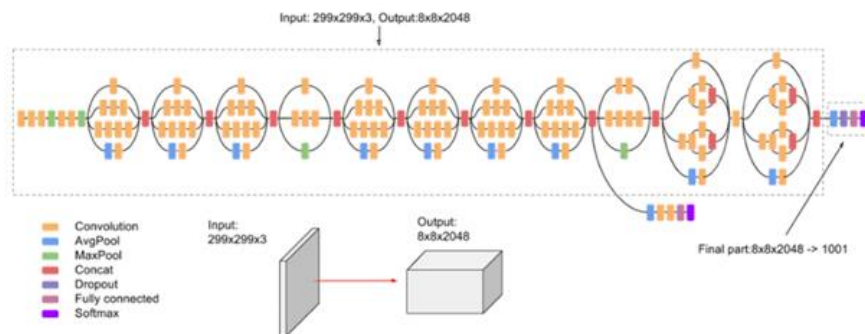 Input: 299x299x3, Output:8x8x2048
Convolution
AvgPool
MaxPool
Concat
Dropout
Fully connected
Softmax
Input:
299x299x3
Output:
8x8x2048
Final part:8x8x2048 -> 1001